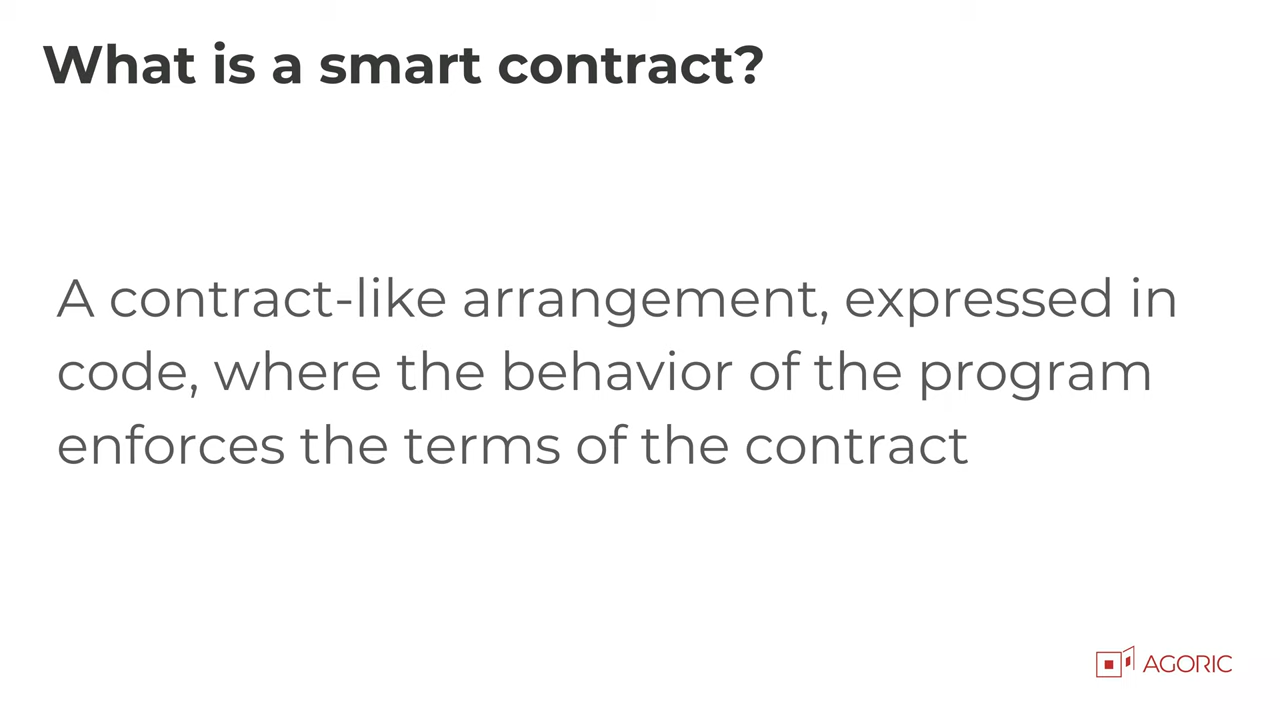 What is a smart contract?
A contract-like arrangement, expressed in
code, where the behavior of the program
enforces the terms of the contract
AGORIC